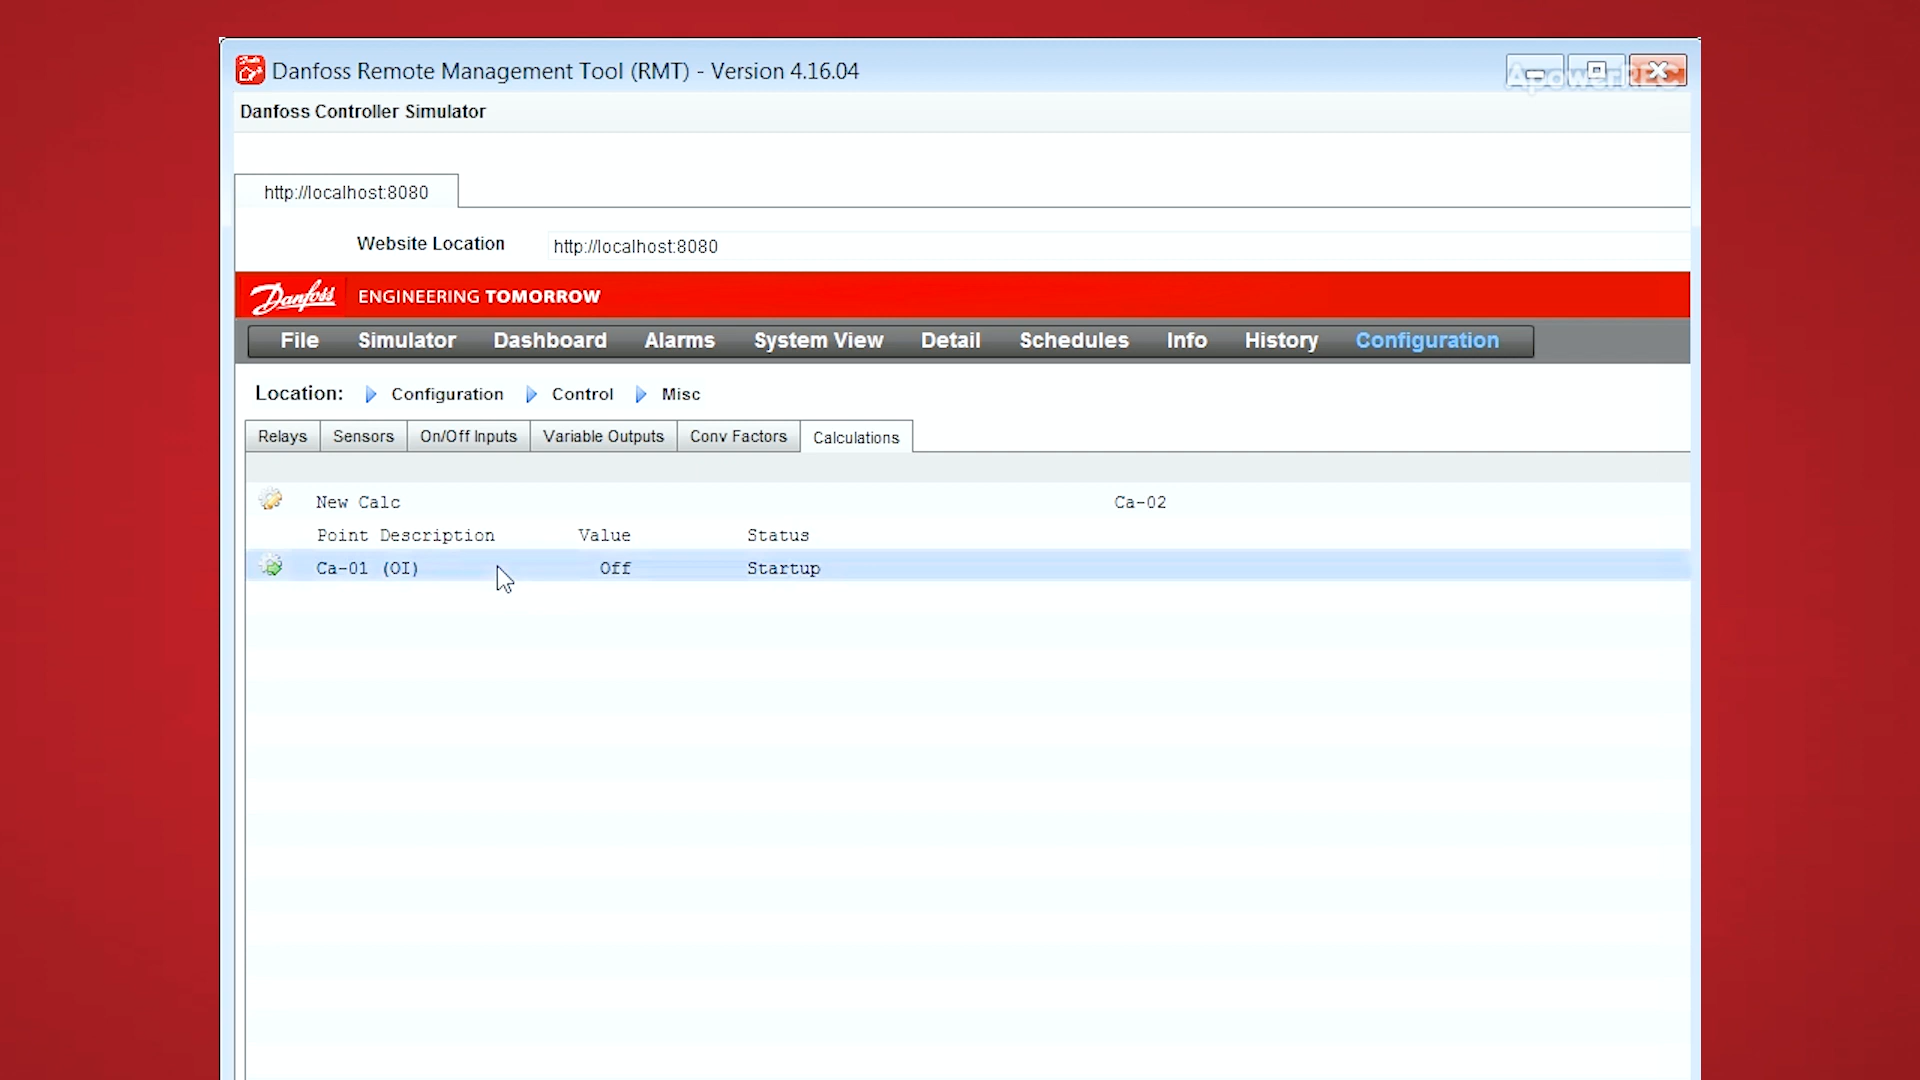 Danfoss Remote Management Tool (RMT) - Version 4.16.04
ApowerREC
Danfoss Controller Simulator
http://localhost:8080
Website Location http://localhost:8080
Danfoss ENGINEERING TOMORROW
File Simulator Dashboard Alarms System View Detail Schedules Info History Configuration
Location: Configuration Control Misc
Relays Sensors On/Off Inputs Variable Outputs Conv Factors Calculations
New Calc Ca-02
Point Description Value Status
Ca-01 (OI) Off Startup